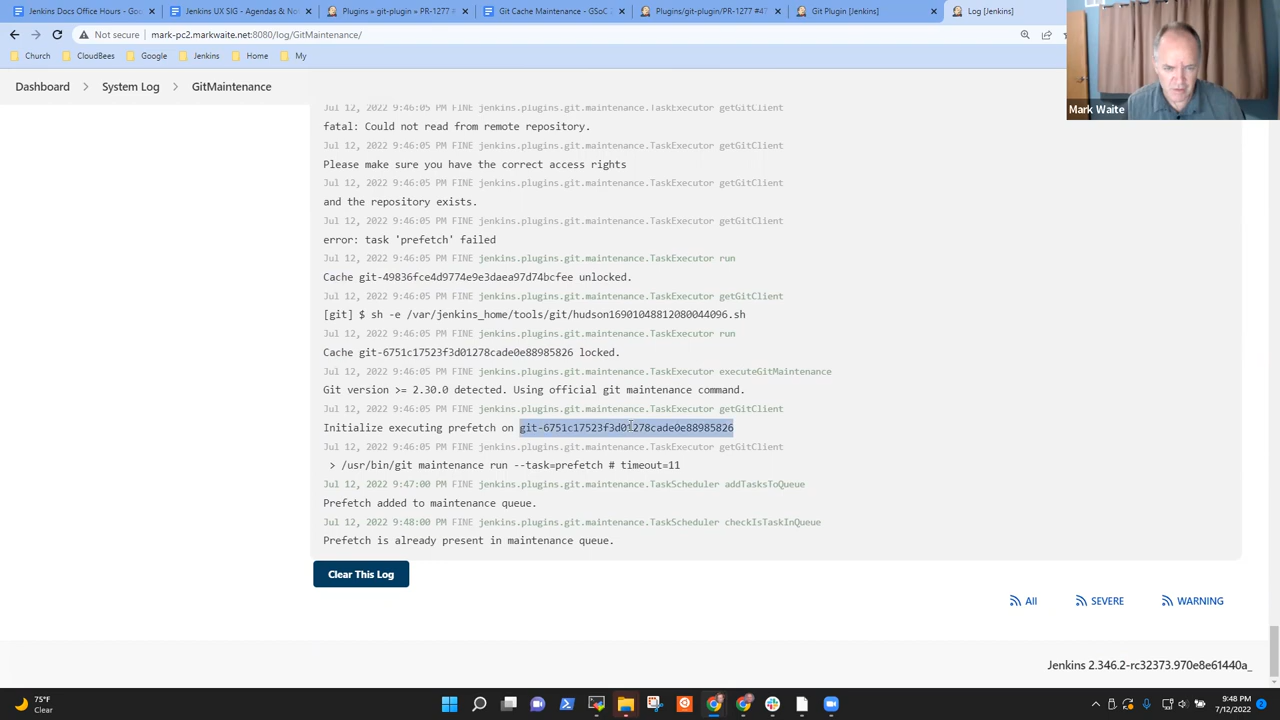 Jenkins Docs Office Hours - Goo
Jenkins UX SIG - Agendas & No
Plugins » git-plugin » PR-1277 #
Git Cache Maintenance - GSoC 2
Plugins/git-plugin/PR-1277 #47
Git Plugin [Jenkins]
Log [Jenkins]
Not secure
mark-pc2.markwaite.net:8080/log/GitMaintenance/
Church
CloudBees
Google
Jenkins
Home
My
Mark Waite
Dashboard
System Log
GitMaintenance
Jul 12, 2022 9:46:05 PM FINE jenkins.plugins.git.maintenance.TaskExecutor getGitClient
fatal: Could not read from remote repository.
Jul 12, 2022 9:46:05 PM FINE jenkins.plugins.git.maintenance.TaskExecutor getGitClient
Please make sure you have the correct access rights
Jul 12, 2022 9:46:05 PM FINE jenkins.plugins.git.maintenance.TaskExecutor getGitClient
and the repository exists.
Jul 12, 2022 9:46:05 PM FINE jenkins.plugins.git.maintenance.TaskExecutor getGitClient
error: task 'prefetch' failed
Jul 12, 2022 9:46:05 PM FINE jenkins.plugins.git.maintenance.TaskExecutor run
Cache git-49836fce4d9774e9e3daea97d74bcfee unlocked.
Jul 12, 2022 9:46:05 PM FINE jenkins.plugins.git.maintenance.TaskExecutor getGitClient
[git] $ sh -e /var/jenkins_home/tools/git/hudson16901048812080044096.sh
Jul 12, 2022 9:46:05 PM FINE jenkins.plugins.git.maintenance.TaskExecutor run
Cache git-6751c17523f3d01278cade0e88985826 locked.
Jul 12, 2022 9:46:05 PM FINE jenkins.plugins.git.maintenance.TaskExecutor executeGitMaintenance
Git version >= 2.30.0 detected. Using official git maintenance command.
Jul 12, 2022 9:46:05 PM FINE jenkins.plugins.git.maintenance.TaskExecutor getGitClient
Initialize executing prefetch on git-6751c17523f3d01278cade0e88985826
Jul 12, 2022 9:46:05 PM FINE jenkins.plugins.git.maintenance.TaskExecutor getGitClient
> /usr/bin/git maintenance run --task=prefetch # timeout=11
Jul 12, 2022 9:47:00 PM FINE jenkins.plugins.git.maintenance.TaskScheduler addTasksToQueue
Prefetch added to maintenance queue.
Jul 12, 2022 9:48:00 PM FINE jenkins.plugins.git.maintenance.TaskScheduler checkIsTaskInQueue
Prefetch is already present in maintenance queue.
Clear This Log
All
SEVERE
WARNING
Jenkins 2.346.2-rc32373.970e8e61440a_
75°F
Clear
9:48 PM
7/12/2022